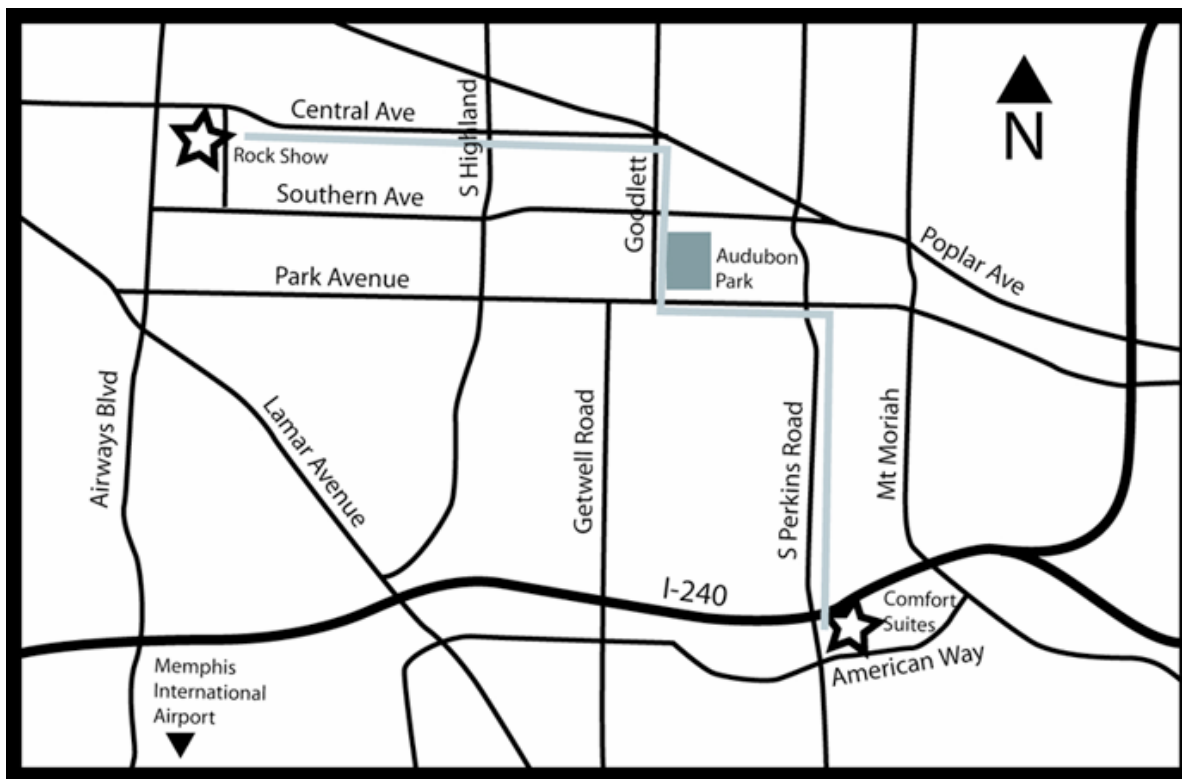 Central Ave
S Highland
N
Rock Show
Southern Ave
Goodlett
Audubon
Park
Poplar Ave
Park Avenue
Airways Blvd
Lamar Avenue
Getwell Road
S Perkins Road
Mt Moriah
I-240
Comfort
Suites
American Way
Memphis
International
Airport